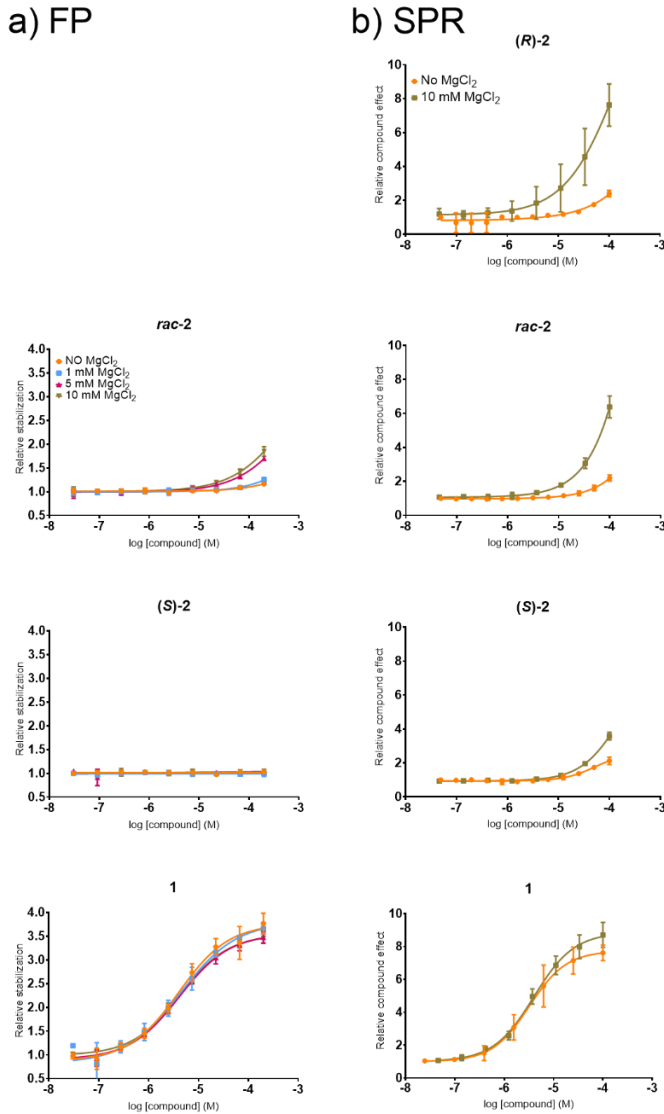 a) FP
b) SPR
(R)-2
Relative compound effect
10
8
6
4
2
0
No MgCl2
10 mM MgCl2
-8 -7 -6 -5 -4 -3
log [compound] (M)
rac-2
Relative stabilization
4.0
3.5
3.0
2.5
2.0
1.5
1.0
0.5
NO MgCl2
1 mM MgCl2
5 mM MgCl2
10 mM MgCl2
-8 -7 -6 -5 -4 -3
log [compound] (M)
rac-2
Relative compound effect
10
8
6
4
2
0
-8 -7 -6 -5 -4 -3
log [compound] (M)
(S)-2
Relative stabilization
4.0
3.5
3.0
2.5
2.0
1.5
1.0
0.5
-8 -7 -6 -5 -4 -3
log [compound] (M)
(S)-2
Relative compound effect
10
8
6
4
2
0
-8 -7 -6 -5 -4 -3
log [compound] (M)
1
Relative stabilization
4.0
3.5
3.0
2.5
2.0
1.5
1.0
0.5
-8 -7 -6 -5 -4 -3
log [compound] (M)
1
Relative compound effect
10
8
6
4
2
0
-8 -7 -6 -5 -4 -3
log [compound] (M)